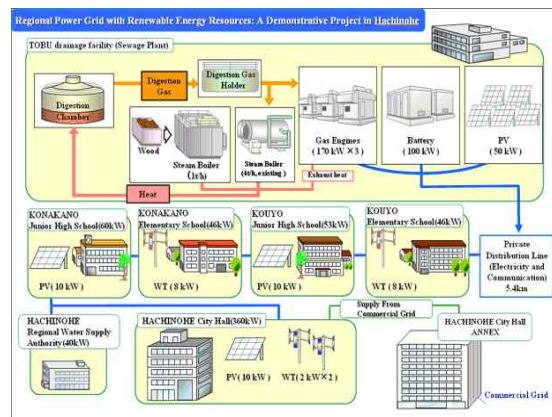 Regional Power Grid with Renewable Energy Resources: A Demonstrative Project in Hachinohe
TOBU drainage facility (Sewage Plant)
Digestion
Chamber
Digestion
Gas
Digestion Gas
Holder
Wood
Steam Boiler
(1t/h)
Steam Boiler
(4t/h, existing)
Gas Engines
(170 kW ×3)
Battery
(100 kW)
PV
(50 kW)
Exhaust heat
Heat
KONAKANO
Junior High School(60kW)
PV(10 kW)
KONAKANO
Elementary School(46kW)
WT(8 kW)
KOUYO
Junior High School(53kW)
PV(10 kW)
KOUYO
Elementary School(46kW)
WT(8 kW)
Private
Distribution Line
(Electricity and
Communication)
5.4km
HACHINOHE
Regional Water Supply
Authority(40kW)
HACHINOHE City Hall(360kW)
PV(10 kW)
WT(2 kW×2)
Supply From
Commercial Grid
HACHINOHE City Hall
ANNEX
Commercial Grid